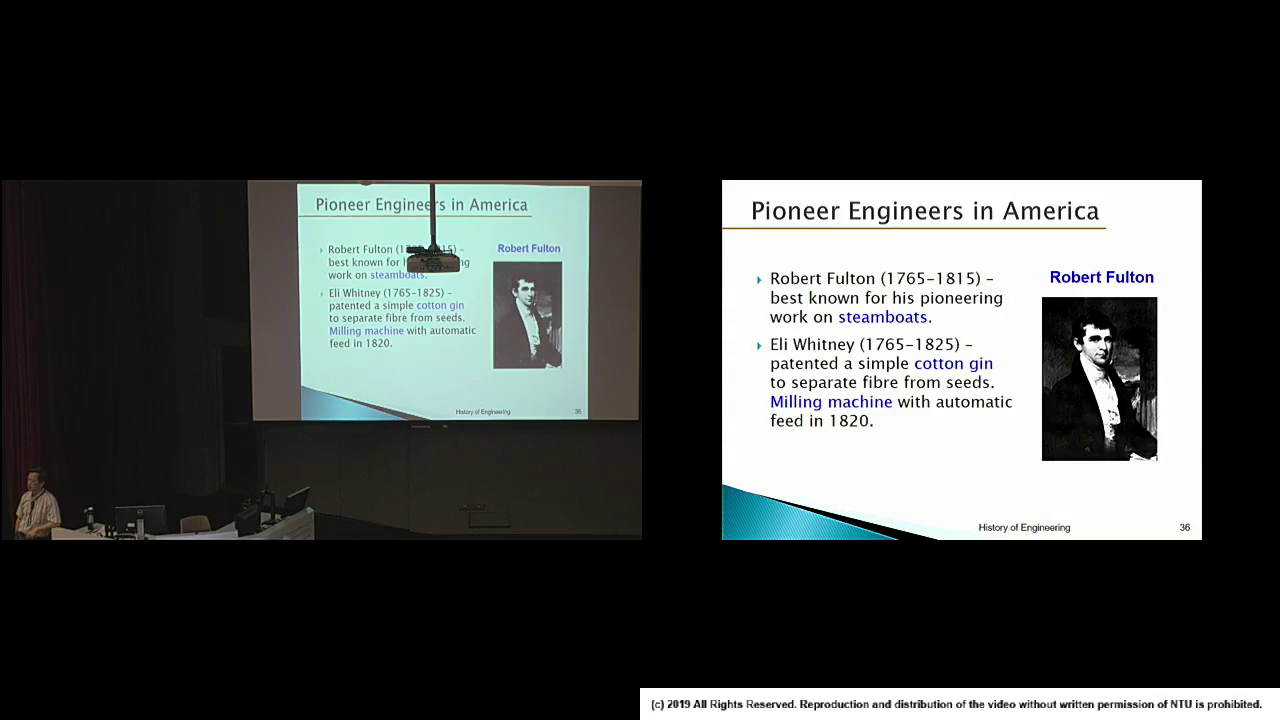 Pioneer Engineers in America
Robert Fulton (17
15) –
best known for h
ng
work on steamboats.
Eli Whitney (1765-1825) –
patented a simple cotton gin
to separate fibre from seeds.
Milling machine with automatic
feed in 1820.
Robert Fulton
History of Engineering
36
Pioneer Engineers in America
Robert Fulton (1765-1815) –
best known for his pioneering
work on steamboats.
Eli Whitney (1765-1825) –
patented a simple cotton gin
to separate fibre from seeds.
Milling machine with automatic
feed in 1820.
Robert Fulton
History of Engineering
36
(c) 2019 All Rights Reserved. Reproduction and distribution of the video without written permission of NTU is prohibited.